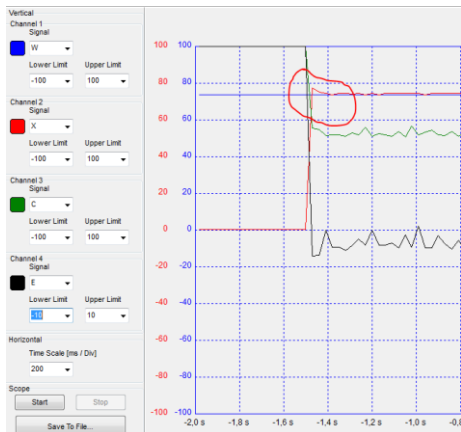 Vertical
Channel 1
Signal
W
Lower Limit Upper Limit
-100 100
Channel 2
Signal
X
Lower Limit Upper Limit
-100 100
Channel 3
Signal
C
Lower Limit Upper Limit
-100 100
Channel 4
Signal
E
Lower Limit Upper Limit
-10 10
Horizontal
Time Scale [ms / Div]
200
Scope
Start Stop
Save To File...
100 100
80 80
60 60
40 40
20 20
0 0
-20 -20
-40 -40
-60 -60
-80 -80
-100 -100
-2,0 s -1,8 s -1,6 s -1,4 s -1,2 s -1,0 s -0,8